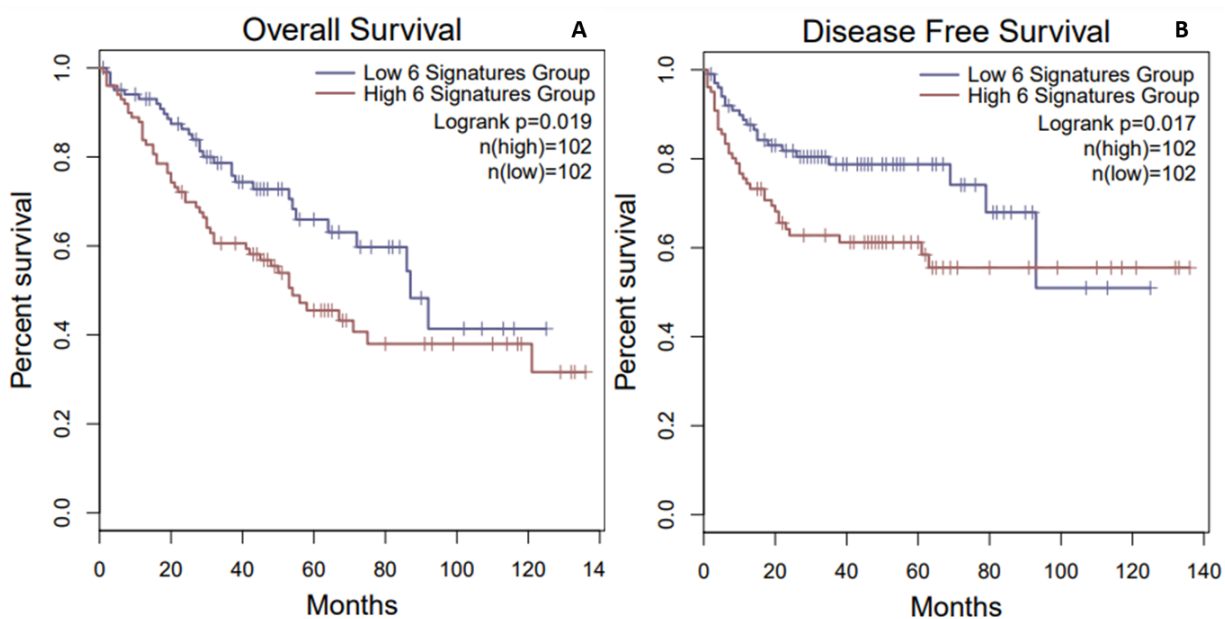 Overall Survival
A
Low 6 Signatures Group
High 6 Signatures Group
Logrank p=0.019
n(high)=102
n(low)=102
Percent survival
1.0
0.8
0.6
0.4
0.2
0.0
0 20 40 60 80 100 120 14
Months
Disease Free Survival
B
Low 6 Signatures Group
High 6 Signatures Group
Logrank p=0.017
n(high)=102
n(low)=102
Percent survival
1.0
0.8
0.6
0.4
0.2
0.0
0 20 40 60 80 100 120 140
Months